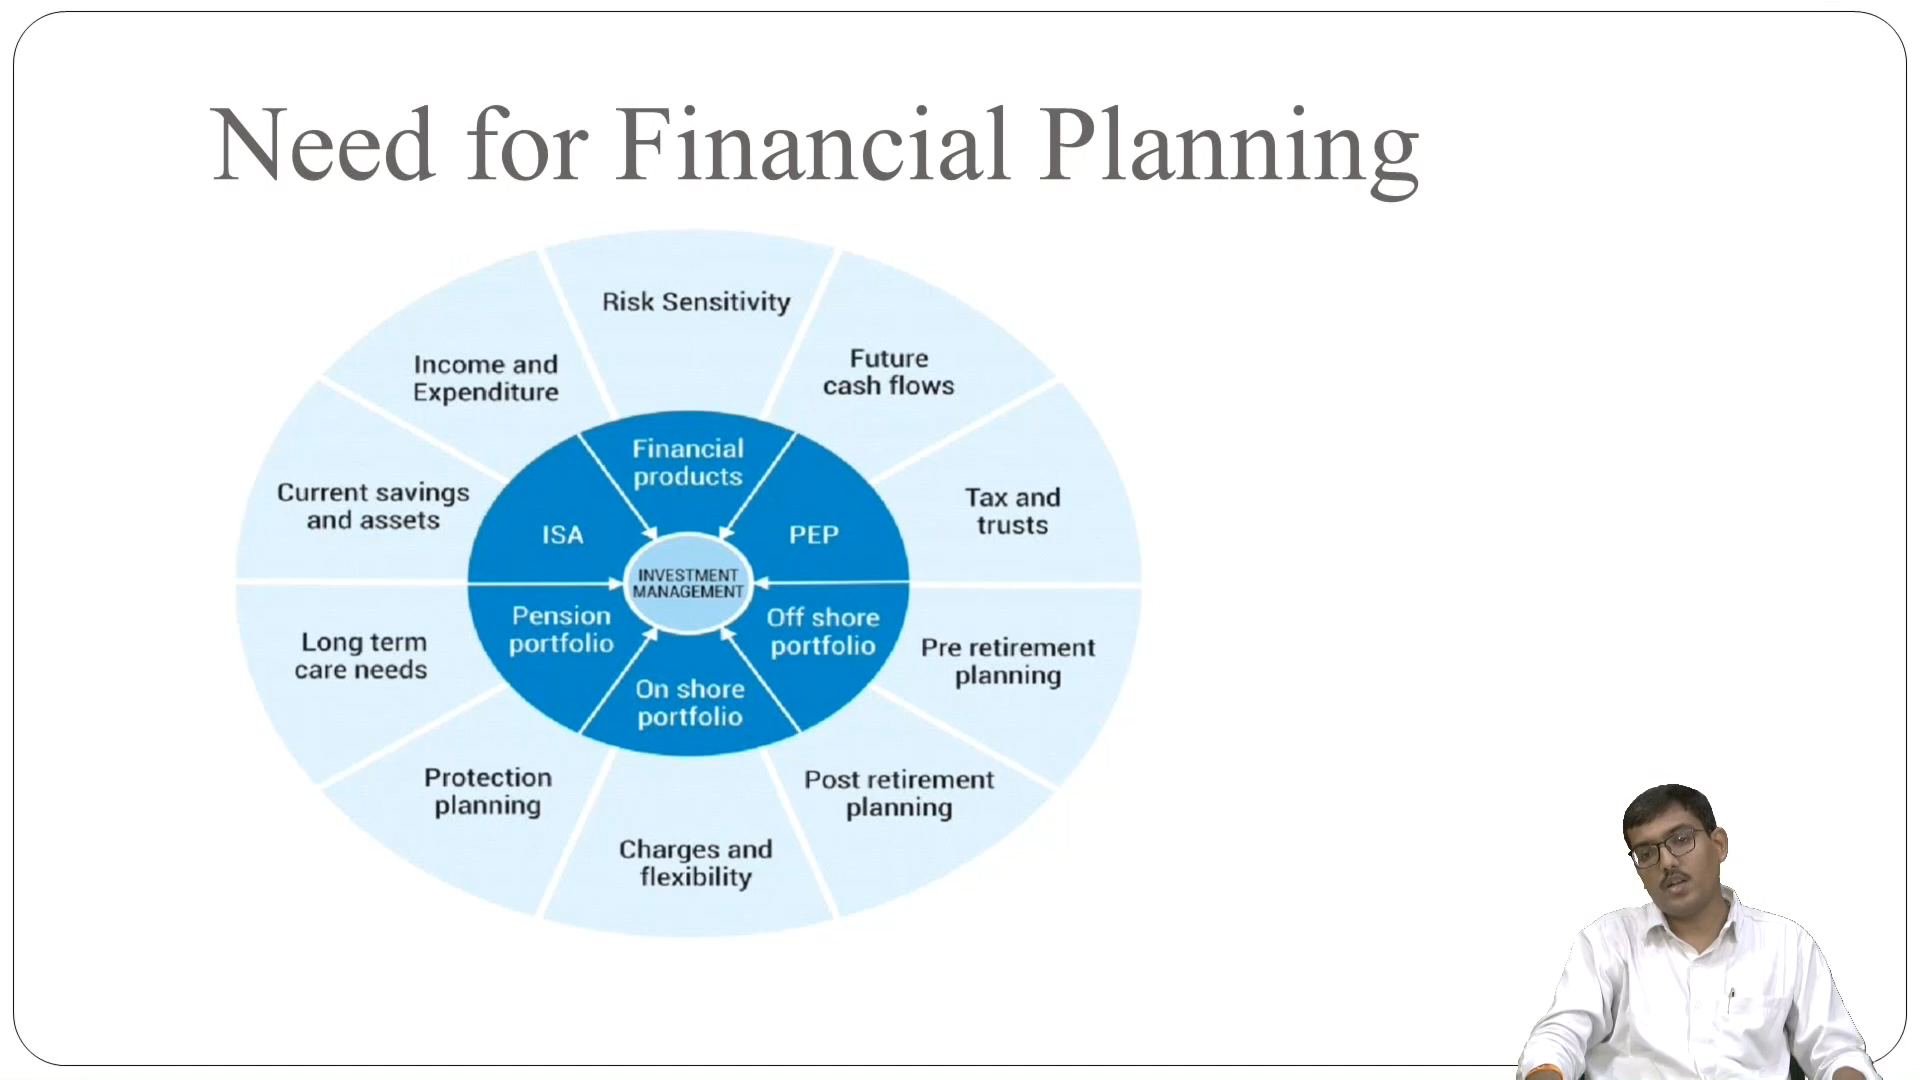 Need for Financial Planning
Risk Sensitivity
Income and
Expenditure
Future
cash flows
Financial
products
Current savings
and assets
Tax and
trusts
ISA
PEP
INVESTMENT
MANAGEMENT
Pension
portfolio
Off shore
portfolio
Long term
care needs
Pre retirement
planning
On shore
portfolio
Protection
planning
Post retirement
planning
Charges and
flexibility